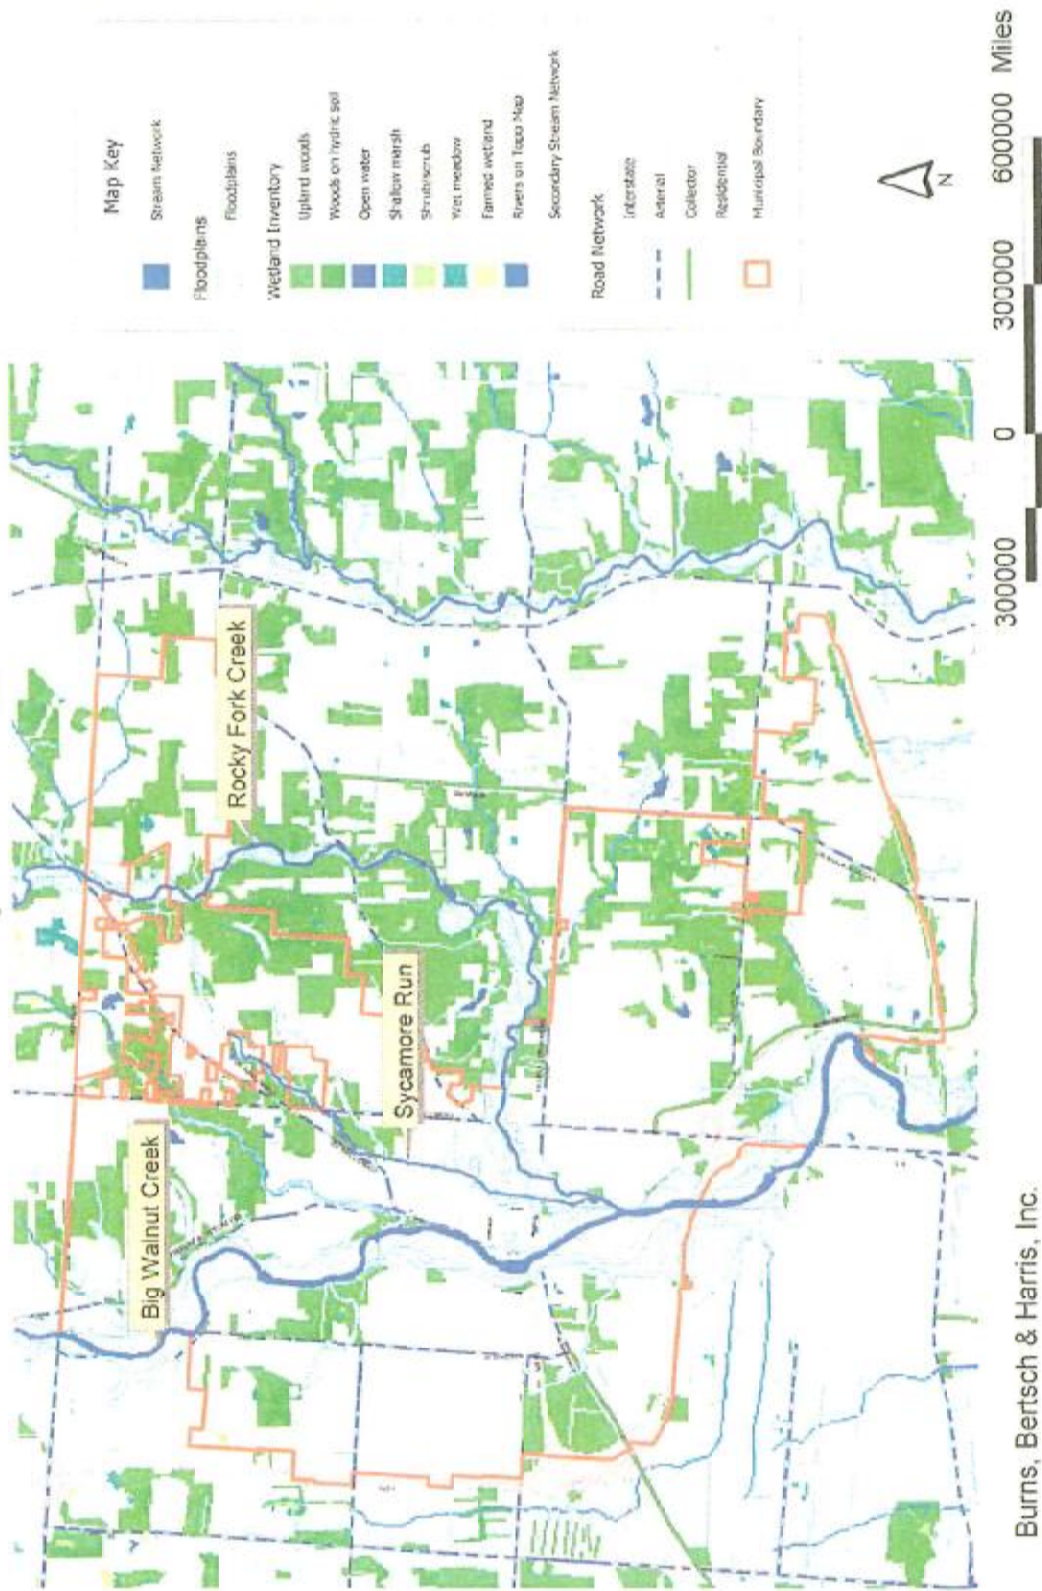 Map Key
Stream Network
Floodplains
Floodplains
Wetland Inventory
Upland woods
Woods on hydric soil
Open water
Shallow marsh
Shrub/scrub
Wet meadow
Farmed wetland
Rivers on Topo Map
Secondary Stream Network
Road Network
Interstate
Arterial
Collector
Residential
Municipal Boundary
N
Big Walnut Creek
Rocky Fork Creek
Sycamore Run
300000 0 300000 600000 Miles
Burns, Bertsch & Harris, Inc.